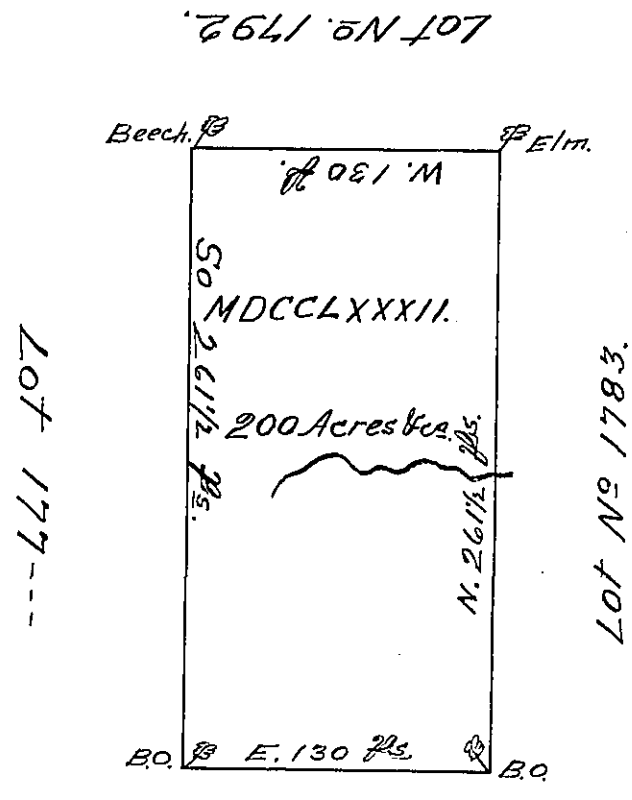 Lot No. 1792.
Beech.
Elm.
W. 130 ps.
So 261½ ps.
MDCCLXXXII.
200 Acres &ca.
N. 261½ ps.
Lot 177---
Lot No 1783.
B.O.
E. 130 ps.
B.O.